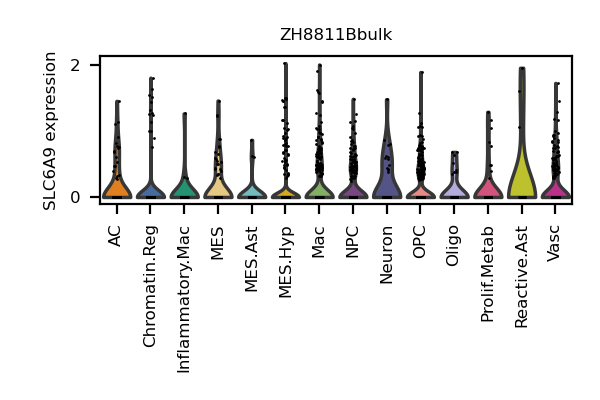 ZH8811Bbulk
SLC6A9 expression
2
0
AC
Chromatin.Reg
Inflammatory.Mac
MES
MES.Ast
MES.Hyp
Mac
NPC
Neuron
OPC
Oligo
Prolif.Metab
Reactive.Ast
Vasc